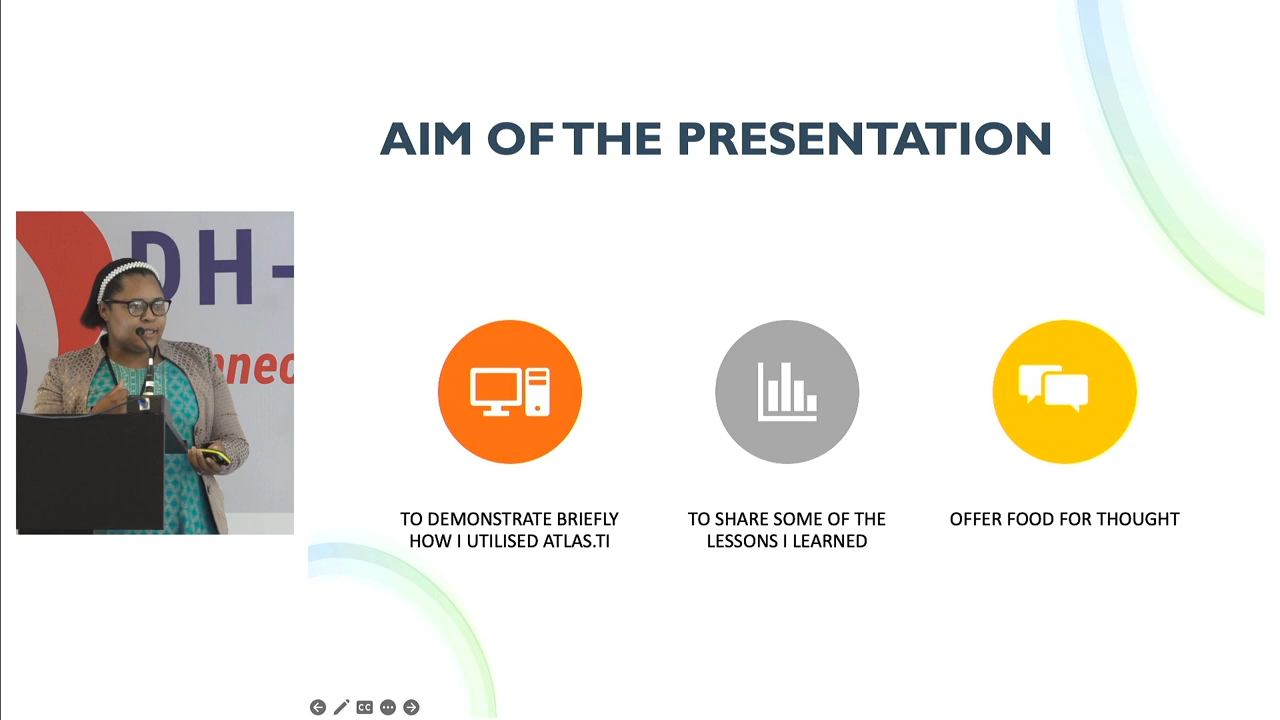 AIM OF THE PRESENTATION
DH-
TO DEMONSTRATE BRIEFLY
HOW I UTILISED ATLAS.TI
TO SHARE SOME OF THE
LESSONS I LEARNED
OFFER FOOD FOR THOUGHT
CC